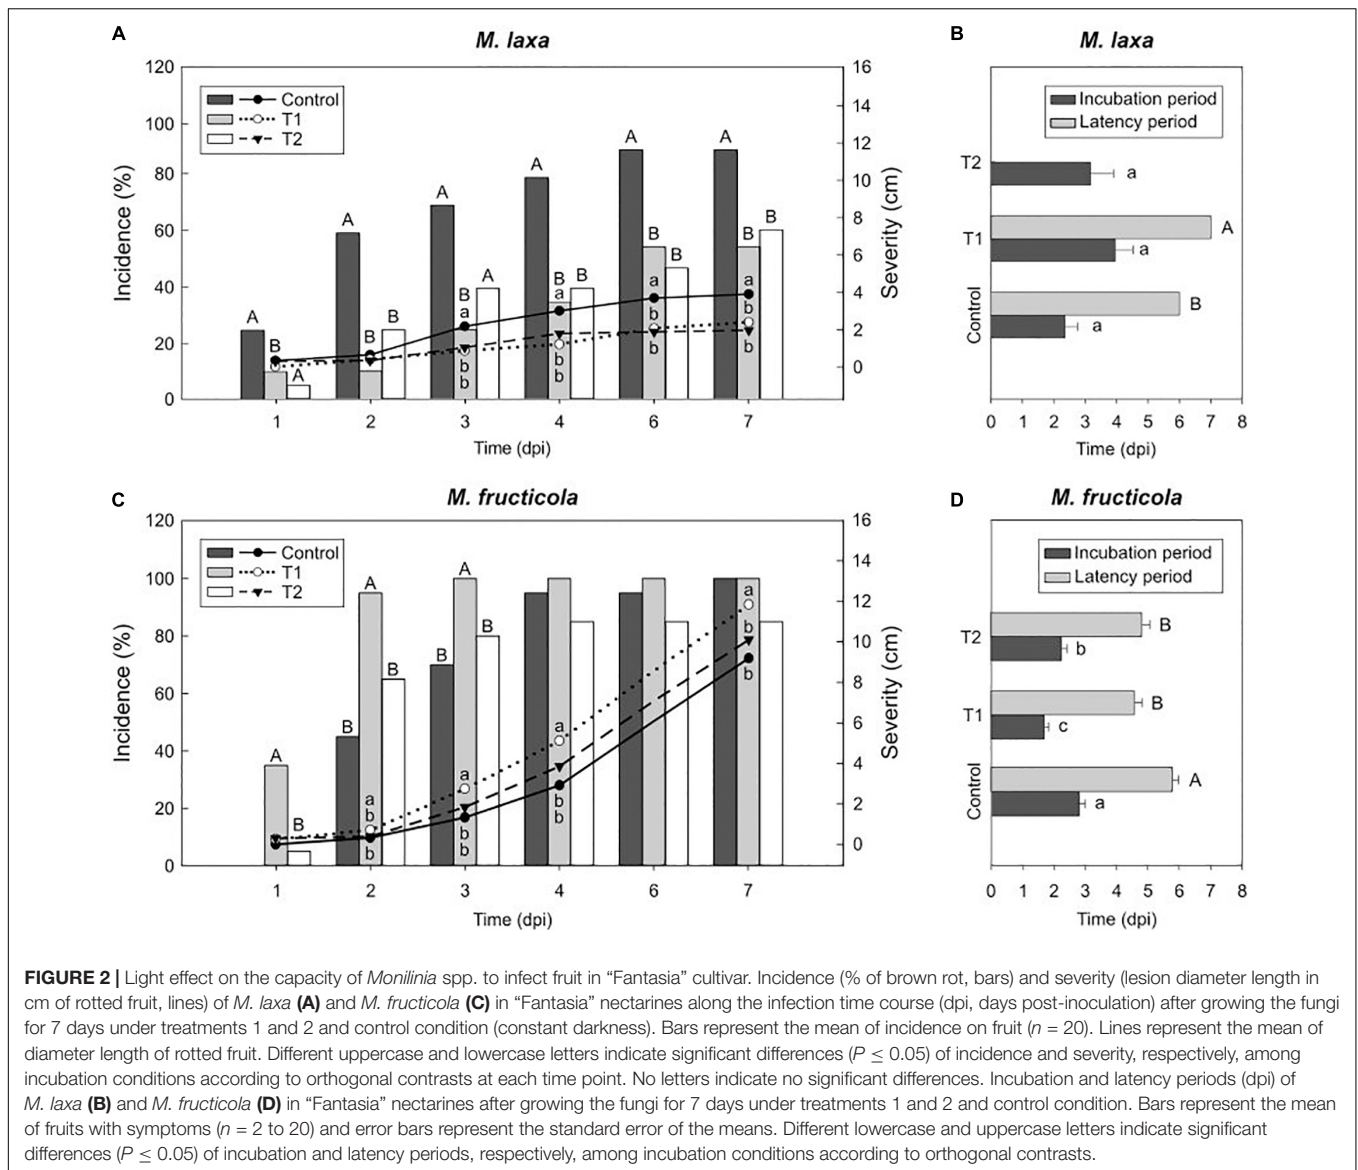 A
M. laxa
120
100
80
60
40
20
0
Incidence (%)
Control
T1
T2
A B A
A B B
A B a A b b
A B a B b b
A B a B b b
A B a B b b
16
14
12
10
8
6
4
2
0
Severity (cm)
1 2 3 4 6 7
Time (dpi)
B
M. laxa
Incubation period
Latency period
T2
a
T1
A
a
Control
B
a
0 1 2 3 4 5 6 7 8
Time (dpi)
C
M. fructicola
120
100
80
60
40
20
0
Incidence (%)
Control
T1
T2
A B
B A B a b b
B A B a b b
a b b
a b b
16
14
12
10
8
6
4
2
0
Severity (cm)
1 2 3 4 6 7
Time (dpi)
D
M. fructicola
Incubation period
Latency period
T2
B
b
T1
B
c
Control
A
a
0 1 2 3 4 5 6 7 8
Time (dpi)
FIGURE 2 | Light effect on the capacity of Monilinia spp. to infect fruit in “Fantasia” cultivar. Incidence (% of brown rot, bars) and severity (lesion diameter length in
cm of rotted fruit, lines) of M. laxa (A) and M. fructicola (C) in “Fantasia” nectarines along the infection time course (dpi, days post-inoculation) after growing the fungi
for 7 days under treatments 1 and 2 and control condition (constant darkness). Bars represent the mean of incidence on fruit (n = 20). Lines represent the mean of
diameter length of rotted fruit. Different uppercase and lowercase letters indicate significant differences (P ≤ 0.05) of incidence and severity, respectively, among
incubation conditions according to orthogonal contrasts at each time point. No letters indicate no significant differences. Incubation and latency periods (dpi) of
M. laxa (B) and M. fructicola (D) in “Fantasia” nectarines after growing the fungi for 7 days under treatments 1 and 2 and control condition. Bars represent the mean
of fruits with symptoms (n = 2 to 20) and error bars represent the standard error of the means. Different lowercase and uppercase letters indicate significant
differences (P ≤ 0.05) of incubation and latency periods, respectively, among incubation conditions according to orthogonal contrasts.